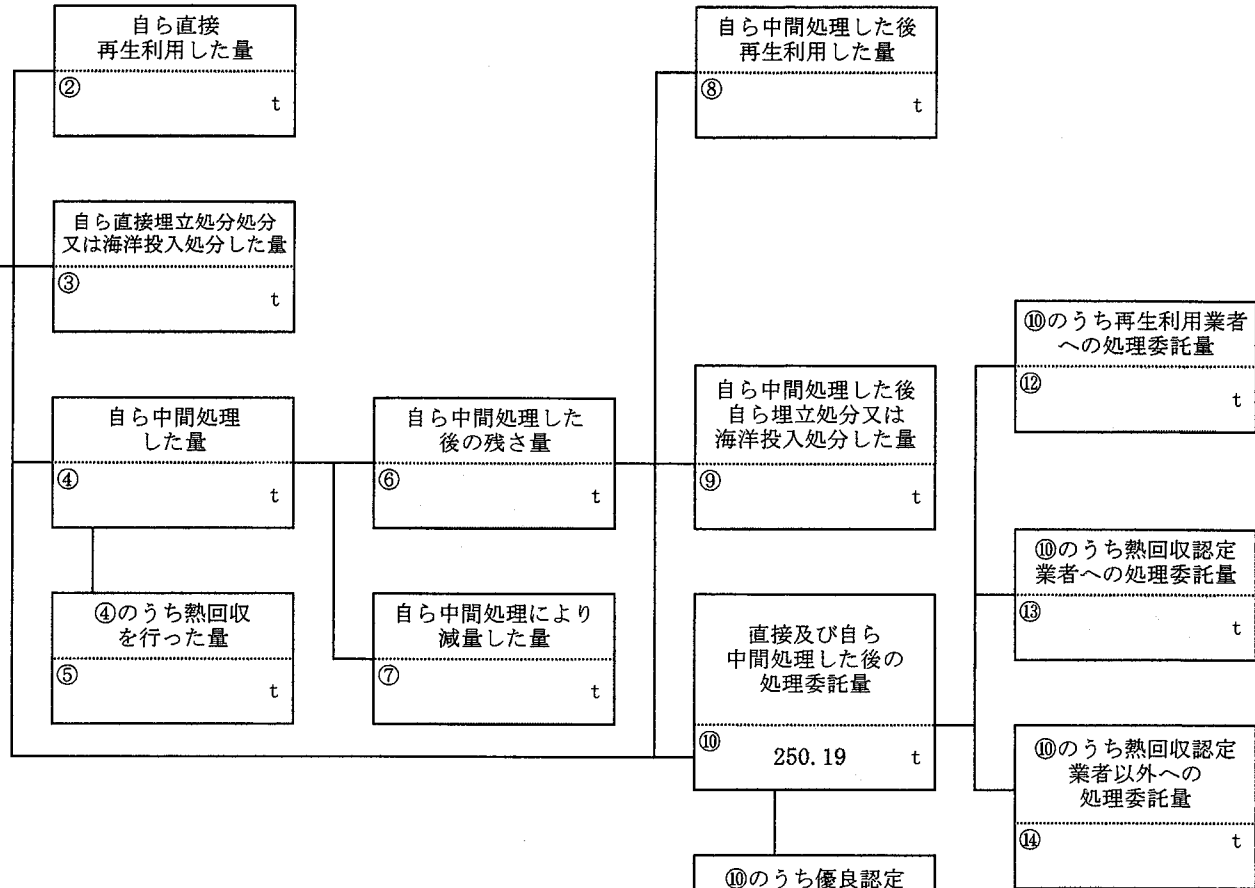 自ら直接
再生利用した量
②
t
自ら中間処理した後
再生利用した量
⑧
t
自ら直接埋立処分処分
又は海洋投入処分した量
③
t
⑩のうち再生利用業者
への処理委託量
⑫
t
自ら中間処理
した量
④
t
自ら中間処理した
後の残さ量
⑥
t
自ら中間処理した後
自ら埋立処分又は
海洋投入処分した量
⑨
t
⑩のうち熱回収認定
業者への処理委託量
⑬
t
④のうち熱回収
を行った量
⑤
t
自ら中間処理により
減量した量
⑦
t
直接及び自ら
中間処理した後の
処理委託量
⑩
250.19 t
⑩のうち熱回収認定
業者以外への
処理委託量
⑭
t
⑩のうち優良認定